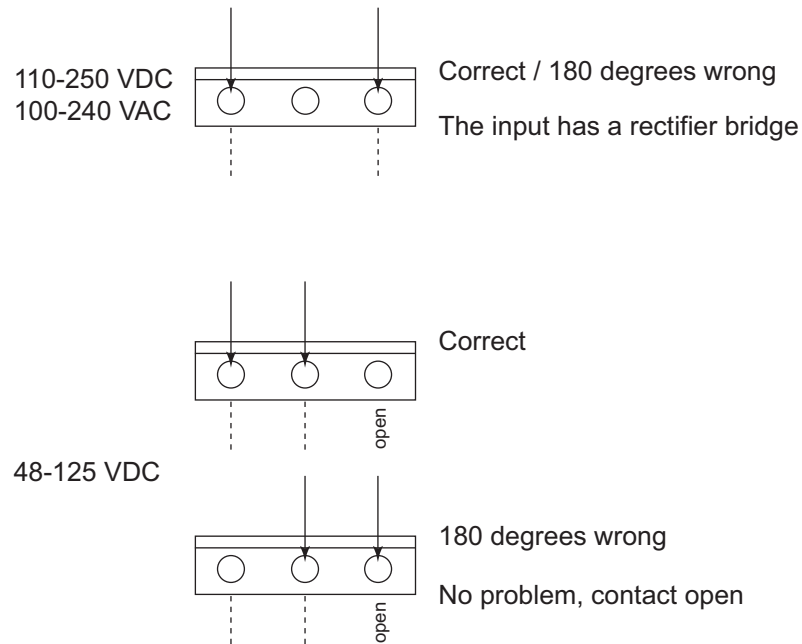 110-250 VDC
100-240 VAC
Correct / 180 degrees wrong
The input has a rectifier bridge
Correct
open
48-125 VDC
180 degrees wrong
No problem, contact open
open